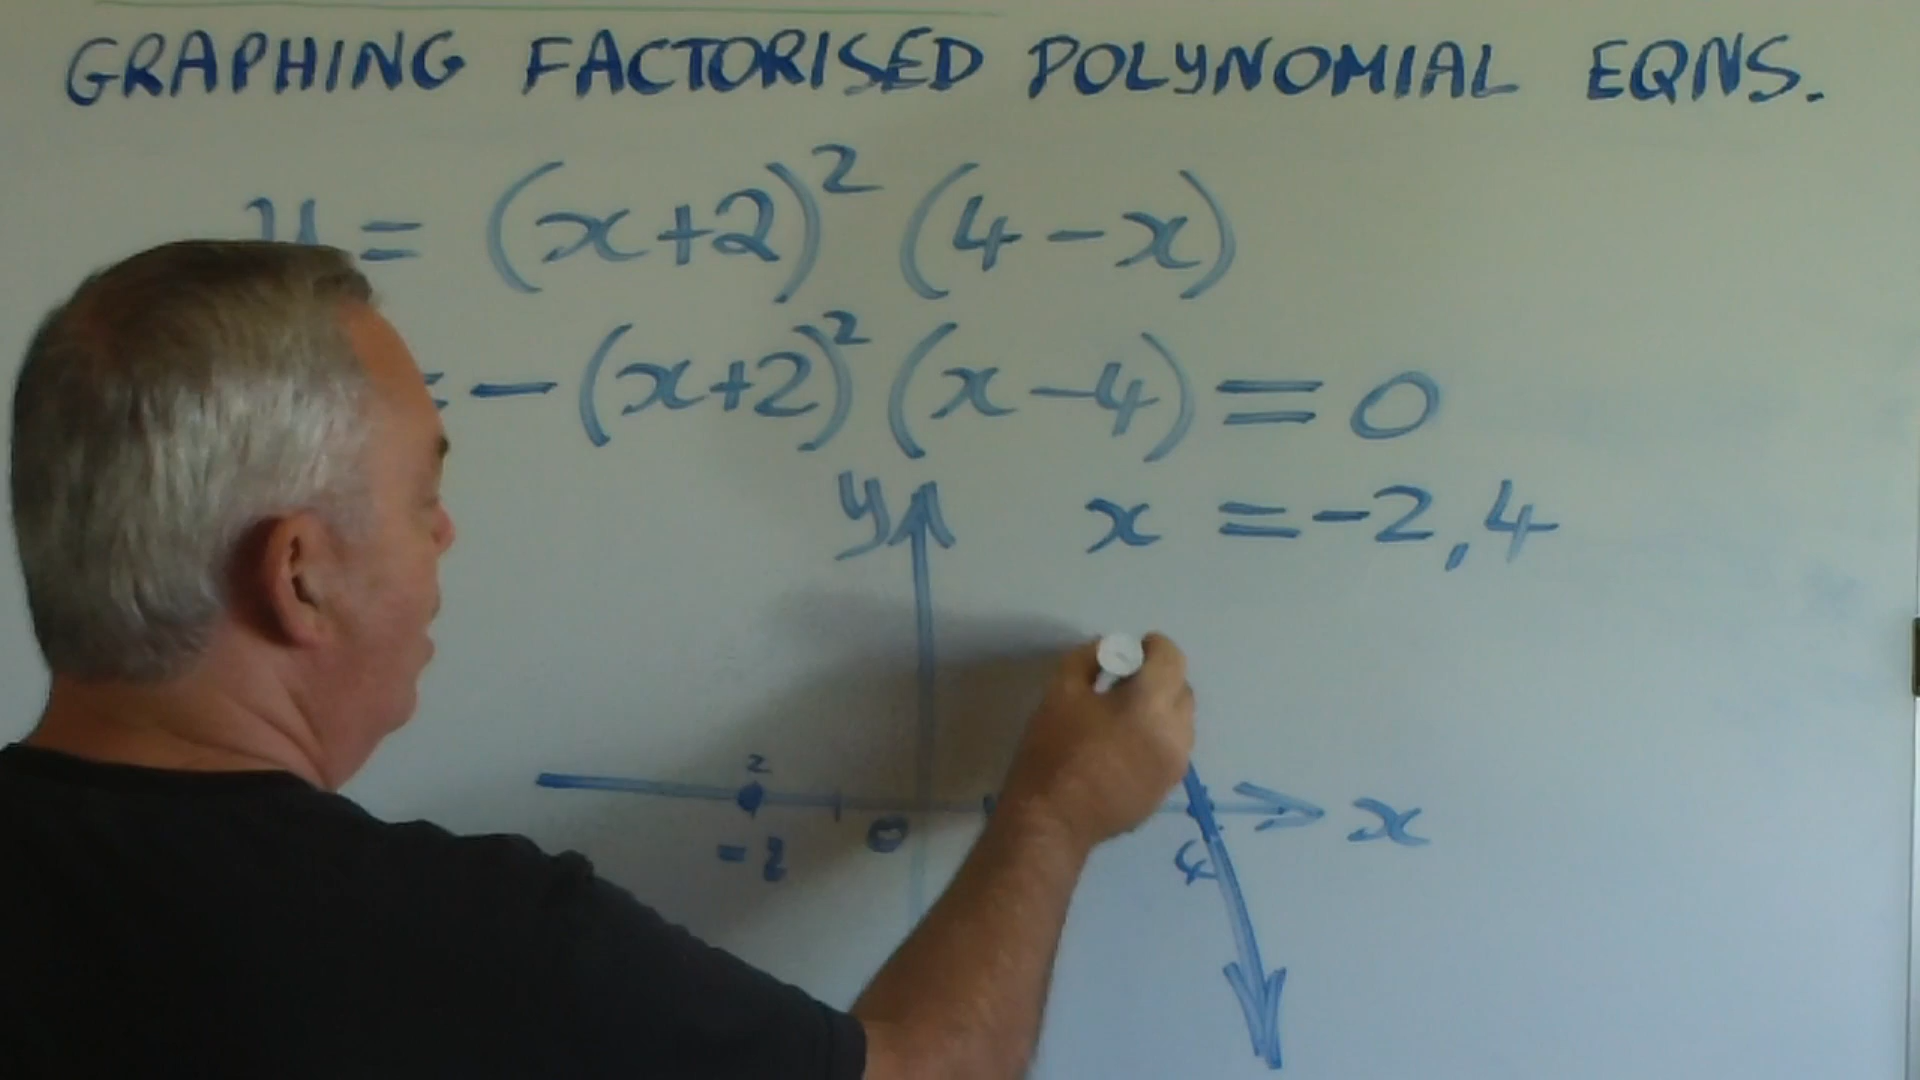 GRAPHING FACTORISED POLYNOMIAL EQNS.
y = (x+2)² (4-x)
= -(x+2)² (x-4) = 0
y
x = -2, 4
2
x
0
-2
4